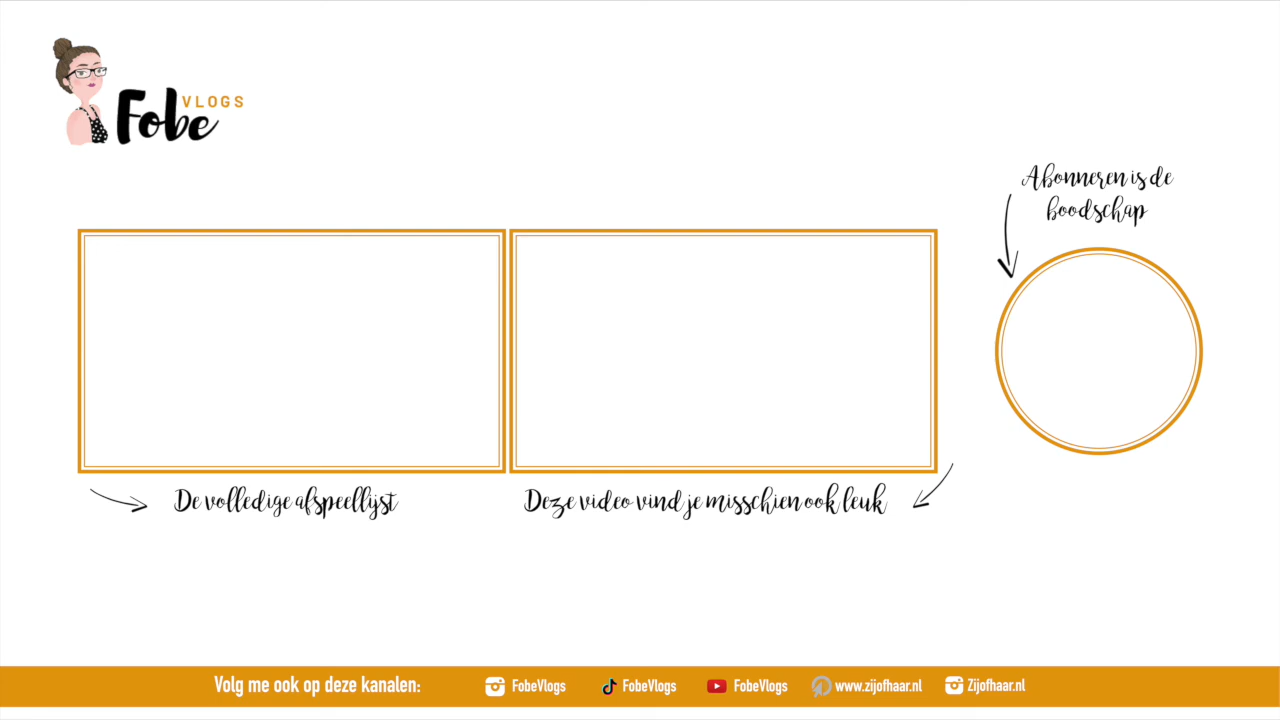 VLOGS
Fobe
Abonneren is de
boodschap
De volledige afspeellijst
Deze video vind je misschien ook leuk
Volg me ook op deze kanalen: FobeVlogs FobeVlogs FobeVlogs www.zijofhaar.nl Zijofhaar.nl